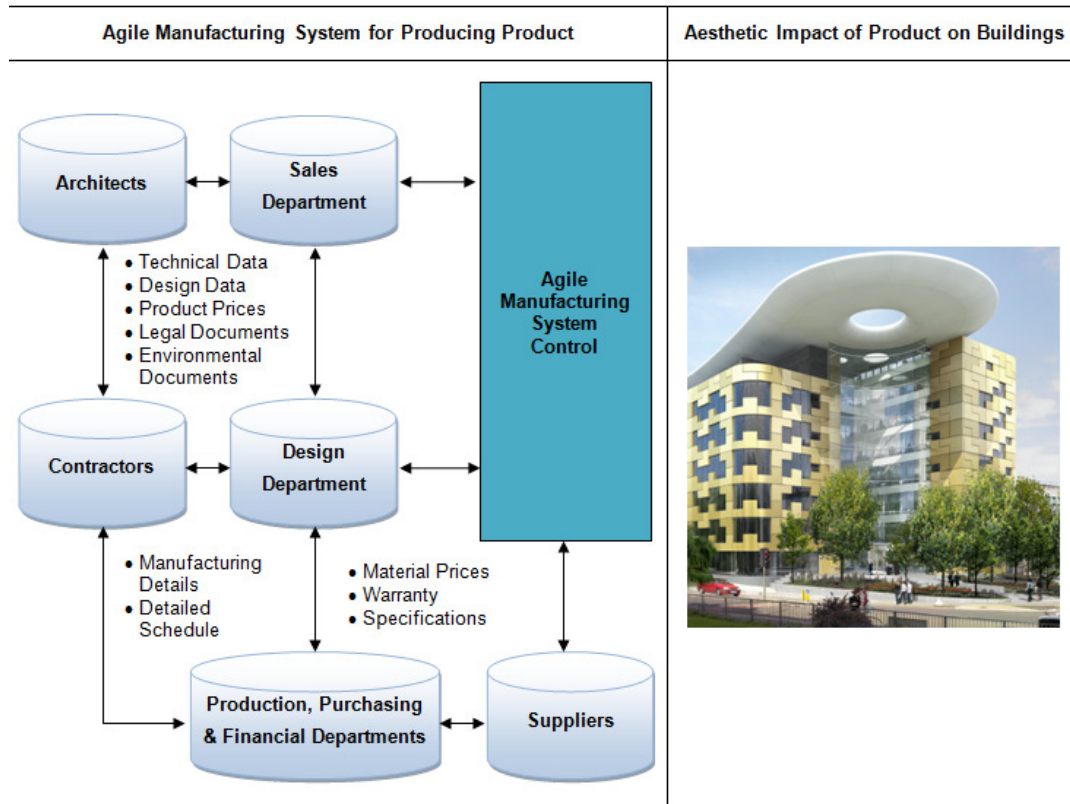 Agile Manufacturing System for Producing Product
Aesthetic Impact of Product on Buildings
Architects
Sales
Department
• Technical Data
• Design Data
• Product Prices
• Legal Documents
• Environmental
Documents
Agile
Manufacturing
System
Control
Contractors
Design
Department
• Manufacturing
Details
• Detailed
Schedule
• Material Prices
• Warranty
• Specifications
Production, Purchasing
& Financial Departments
Suppliers